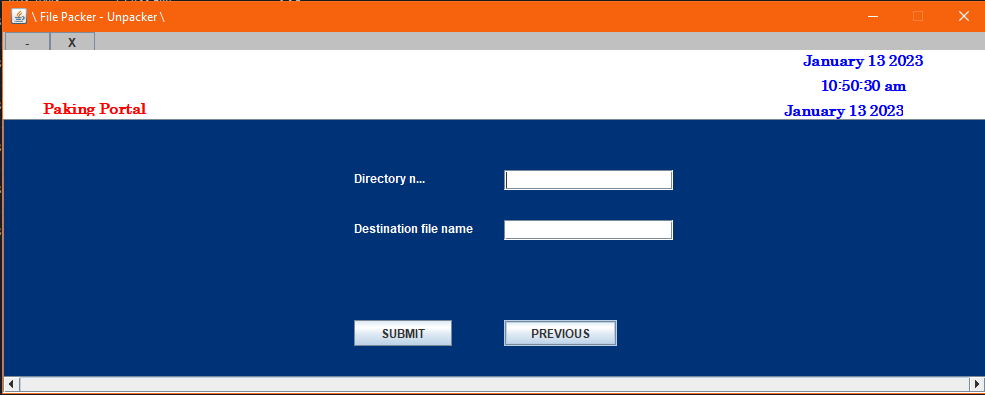 \ File Packer - Unpacker \
- X
January 13 2023
10:50:30 am
Paking Portal January 13 2023
Directory n...
Destination file name
SUBMIT PREVIOUS